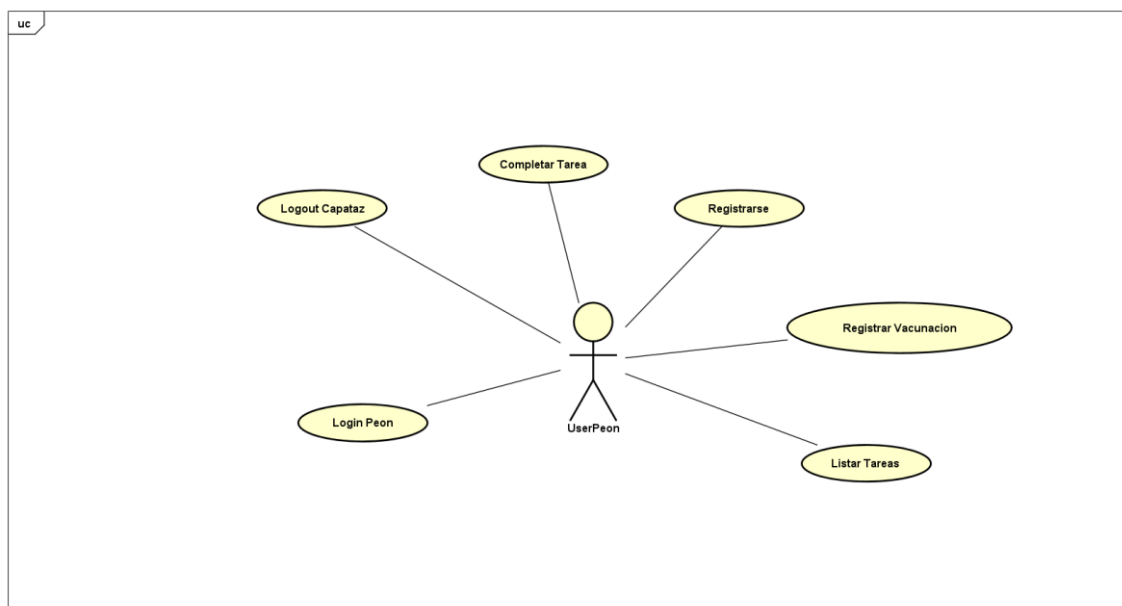 uc
Completar Tarea
Logout Capataz
Registrarse
Registrar Vacunacion
Login Peon
UserPeon
Listar Tareas